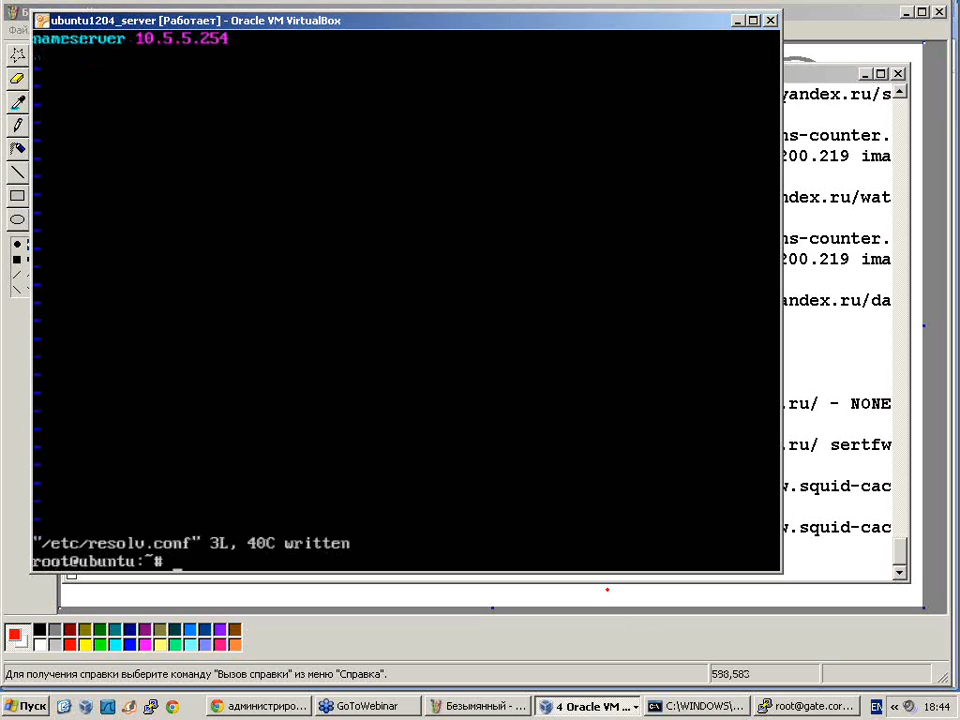 ubuntu1204_server [Работает] - Oracle VM VirtualBox
nameserver 10.5.5.254
yandex.ru/s
ns-counter.
200.219 ima
ndex.ru/wat
ns-counter.
200.259 ima
andex.ru/da
.ru/ - NONE
.ru/ sertfw
w.squid-cac
w.squid-cac
"/etc/resolv.conf" 3L, 40C written
root@ubuntu:~#
Для получения справки выберите команду "Вызов справки" из меню "Справка".
598,583
Пуск
администриро...
GoToWebinar
Безымянный - ...
4 Oracle VM ...
C:\WINDOWS\...
root@gate.cor...
EN
18:44